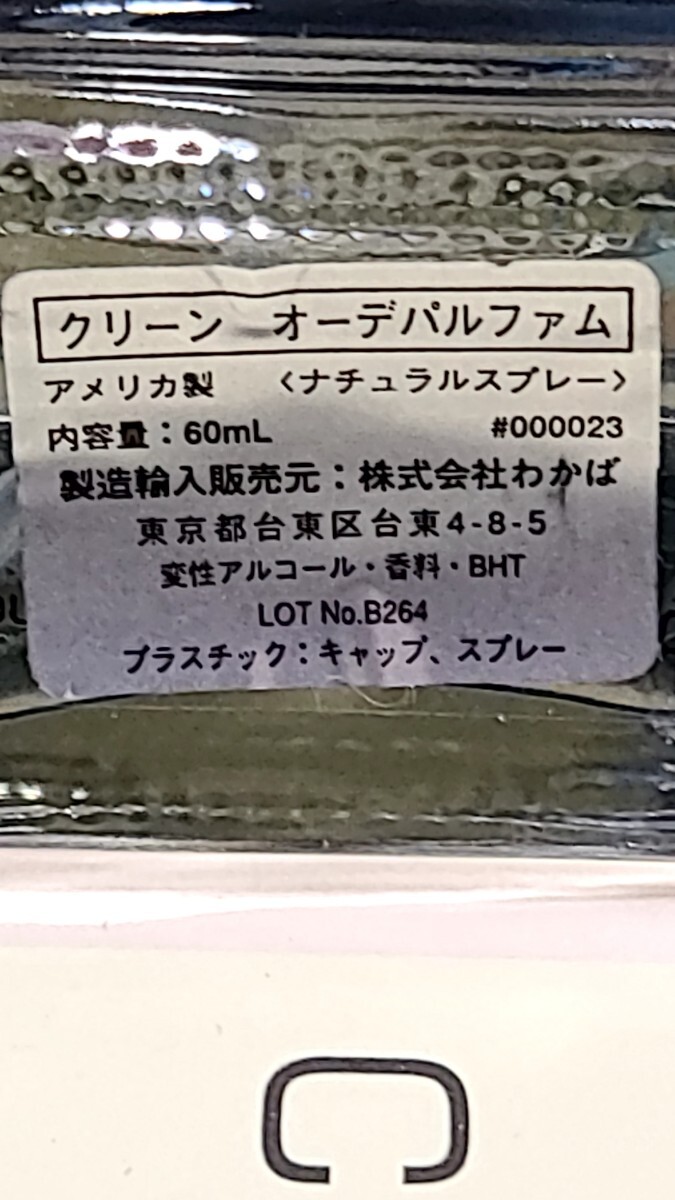 クリーン　オーデパルファム
アメリカ製　〈ナチュラルスプレー〉
内容量：60mL　#000023
製造輸入販売元：株式会社わかば
東京都台東区台東4-8-5
変性アルコール・香料・BHT
LOT No.B264
プラスチック：キャップ、スプレー